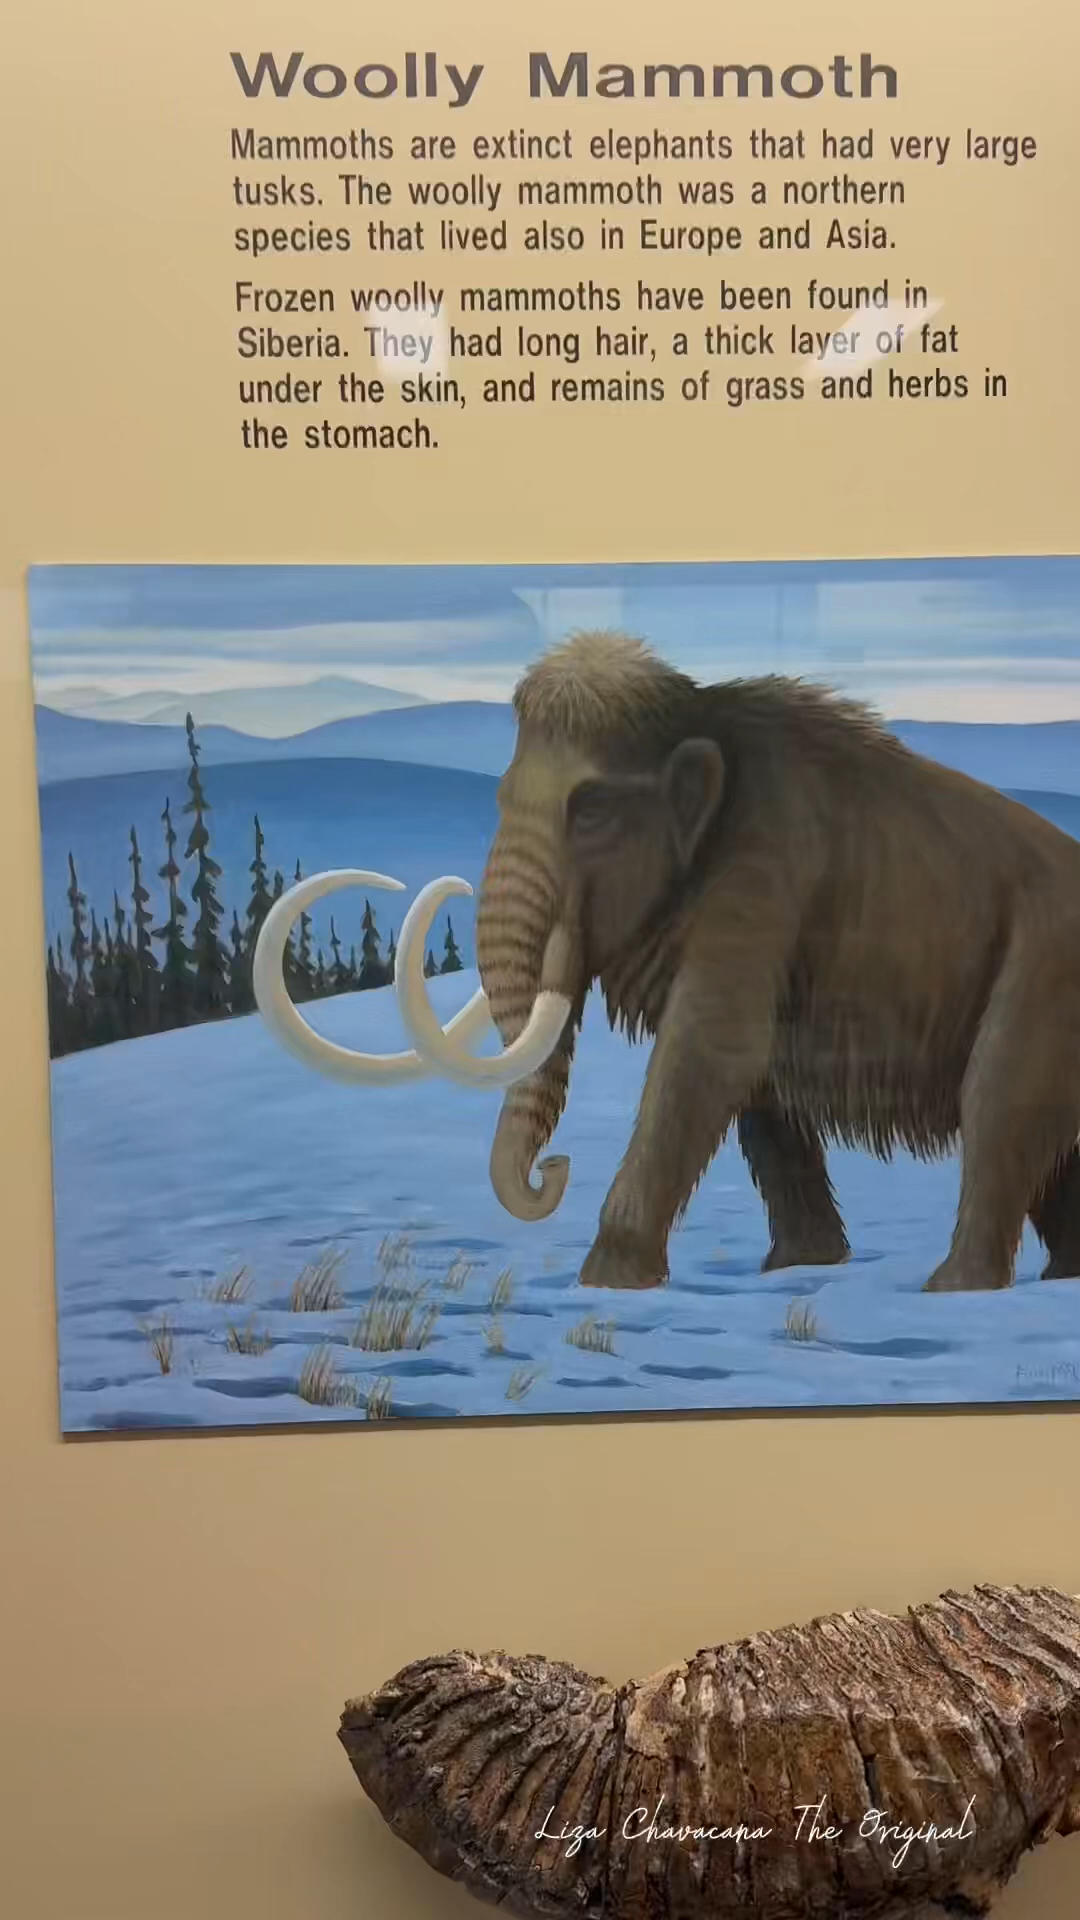 Woolly Mammoth
Mammoths are extinct elephants that had very large
tusks. The woolly mammoth was a northern
species that lived also in Europe and Asia.
Frozen woolly mammoths have been found in
Siberia. They had long hair, a thick layer of fat
under the skin, and remains of grass and herbs in
the stomach.
Liza Chavacana The Original